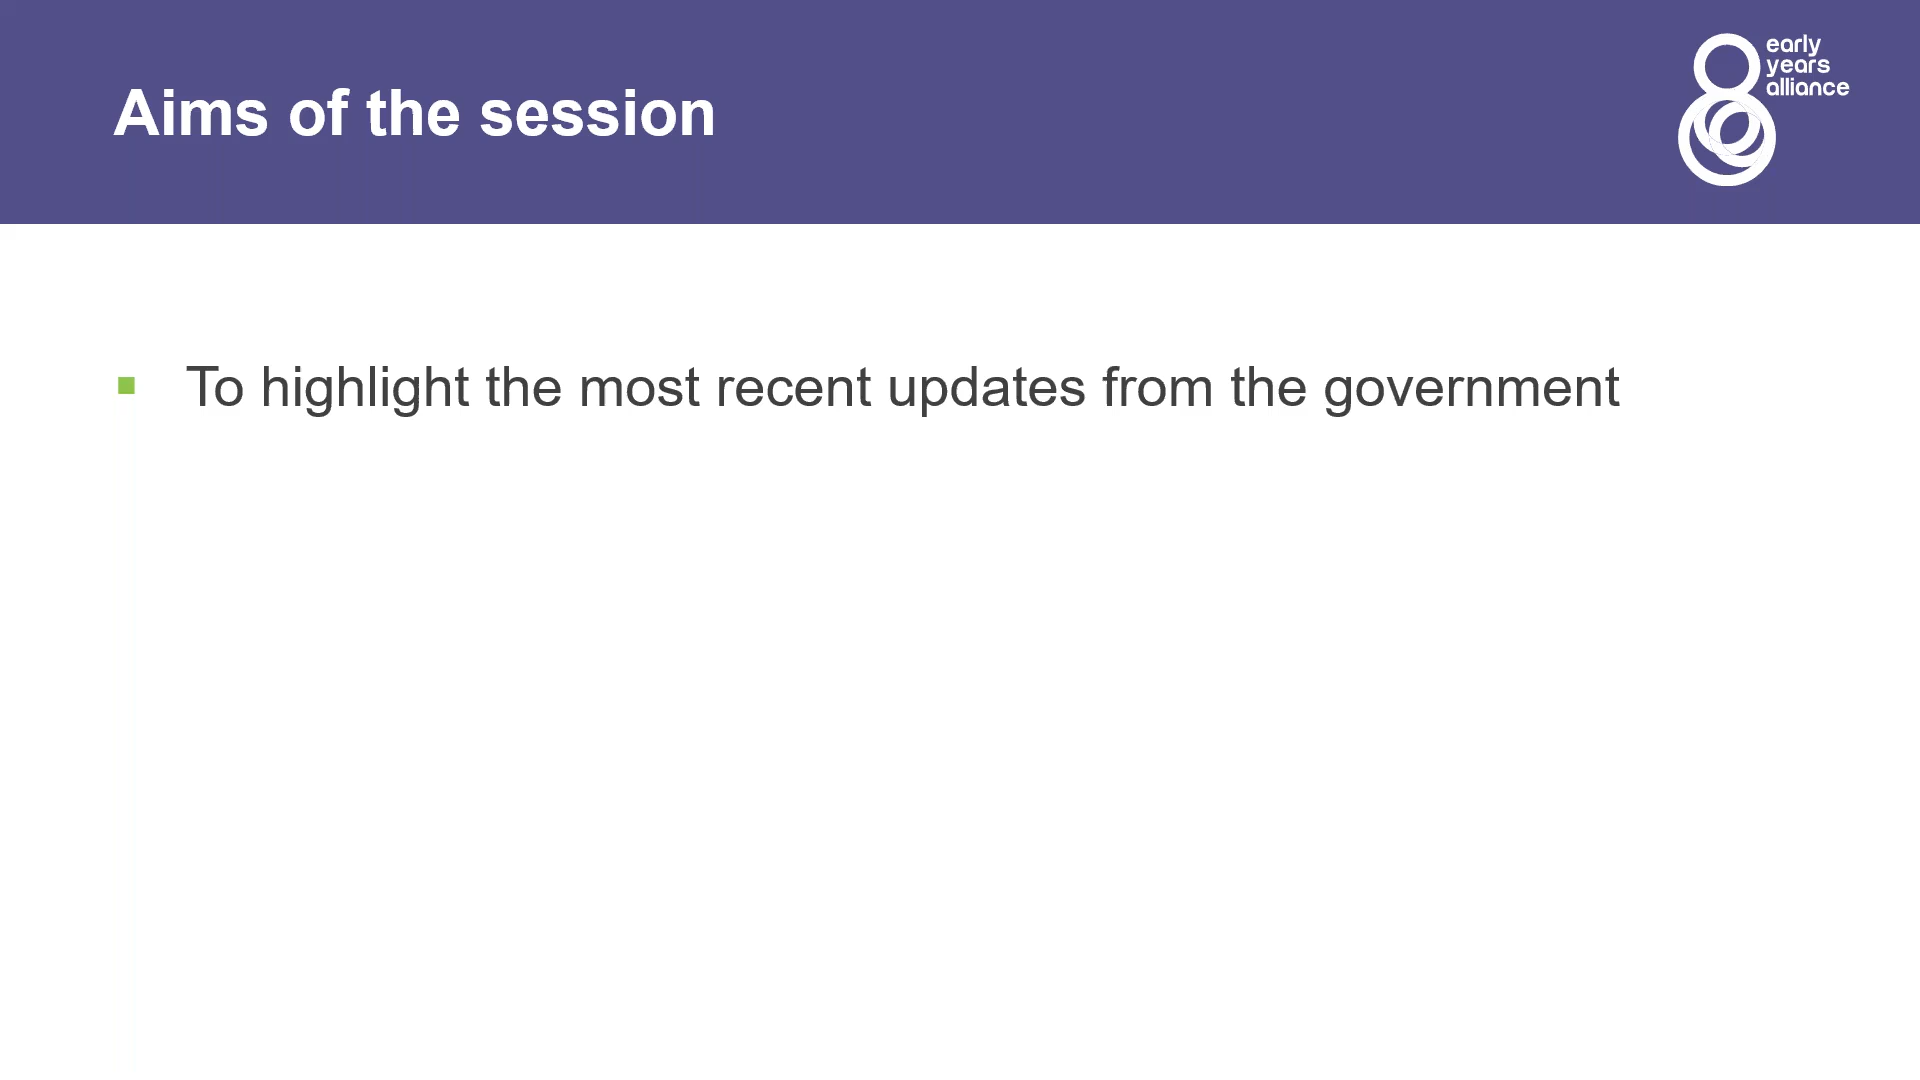 Aims of the session
early
years
alliance
To highlight the most recent updates from the government